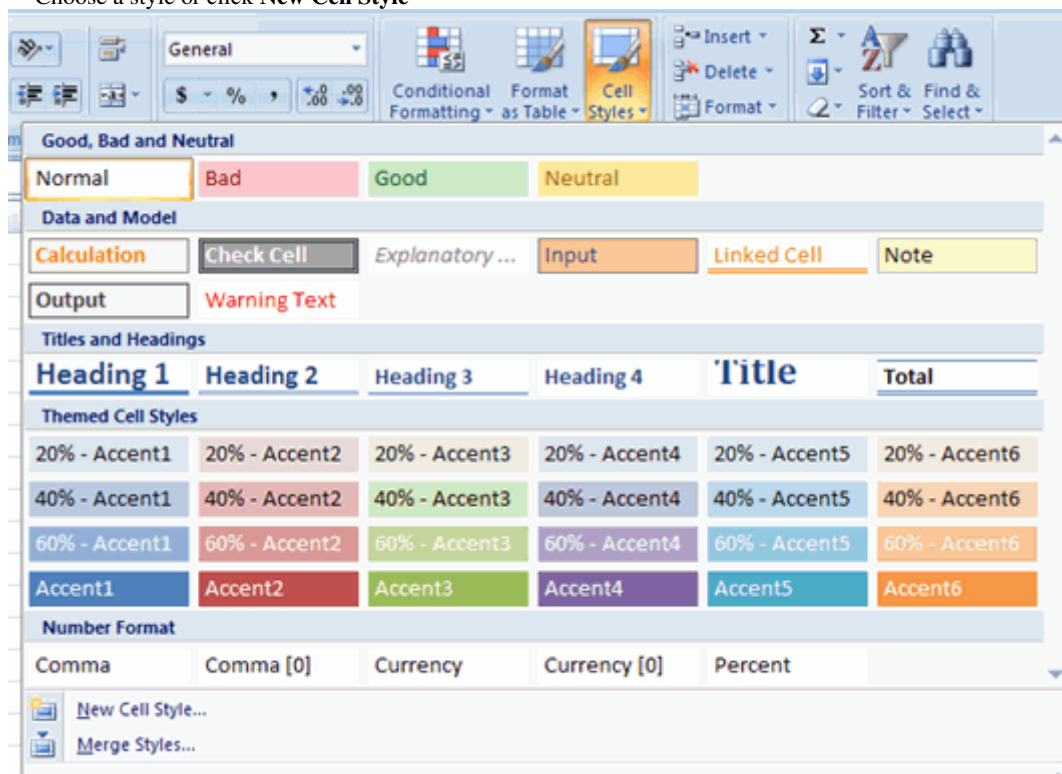 Choose a style or click New Cell Style
General Insert Σ
$ % , .0 .00 .00 .0 Conditional Format Cell Delete Sort & Find &
Formatting as Table Styles Format Filter Select
Good, Bad and Neutral
Normal Bad Good Neutral
Data and Model
Calculation Check Cell Explanatory ... Input Linked Cell Note
Output Warning Text
Titles and Headings
Heading 1 Heading 2 Heading 3 Heading 4 Title Total
Themed Cell Styles
20% - Accent1 20% - Accent2 20% - Accent3 20% - Accent4 20% - Accent5 20% - Accent6
40% - Accent1 40% - Accent2 40% - Accent3 40% - Accent4 40% - Accent5 40% - Accent6
60% - Accent1 60% - Accent2 60% - Accent3 60% - Accent4 60% - Accent5 60% - Accent6
Accent1 Accent2 Accent3 Accent4 Accent5 Accent6
Number Format
Comma Comma [0] Currency Currency [0] Percent
New Cell Style...
Merge Styles...